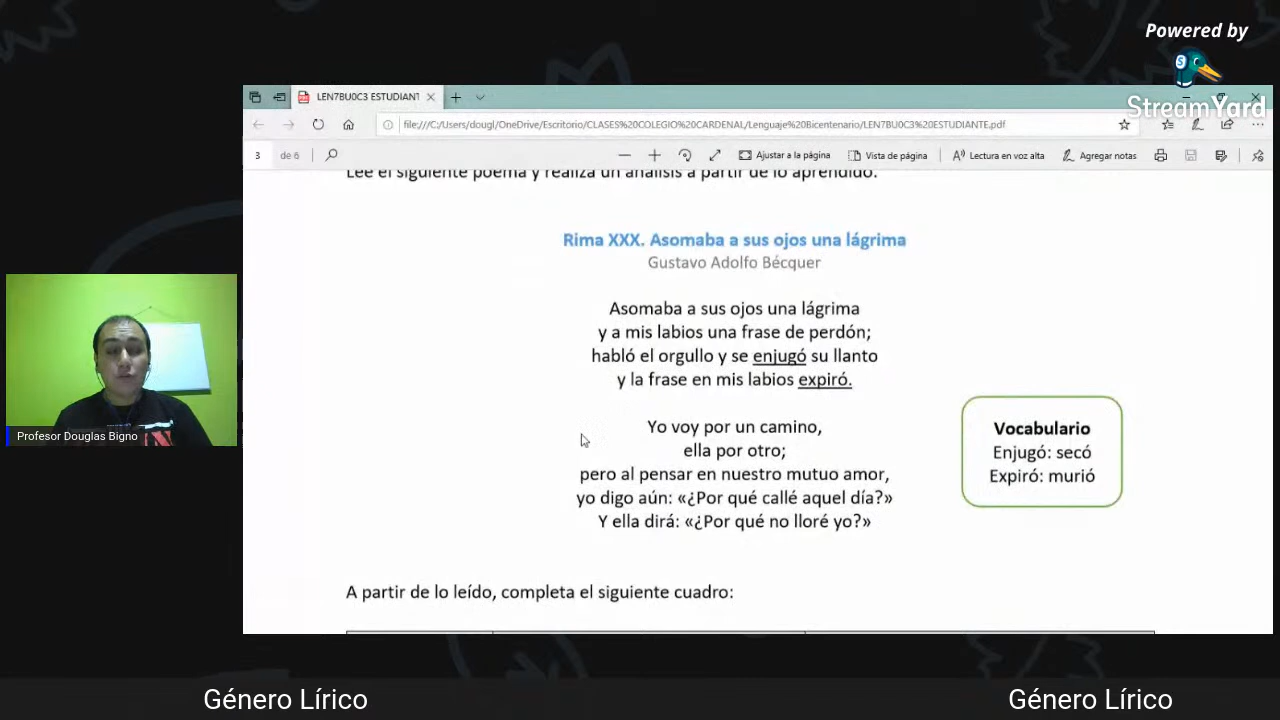 Powered by
StreamYard
LEN7BU0C3 ESTUDIANT
file:///C:/Users/dougl/OneDrive/Escritorio/CLASES%20COLEGIO%20CARDENAL/Lenguaje%20Bicentenario/LEN7BU0C3%20ESTUDIANTE.pdf
3 de 6
Ajustar a la página
Vista de página
Lectura en voz alta
Agregar notas
Lee el siguiente poema y realiza un análisis a partir de lo aprendido.
Rima XXX. Asomaba a sus ojos una lágrima
Gustavo Adolfo Bécquer
Asomaba a sus ojos una lágrima
y a mis labios una frase de perdón;
habló el orgullo y se enjugó su llanto
y la frase en mis labios expiró.
Yo voy por un camino,
ella por otro;
pero al pensar en nuestro mutuo amor,
yo digo aún: «¿Por qué callé aquel día?»
Y ella dirá: «¿Por qué no lloré yo?»
Vocabulario
Enjugó: secó
Expiró: murió
A partir de lo leído, completa el siguiente cuadro:
Profesor Douglas Bigno
Género Lírico
Género Lírico